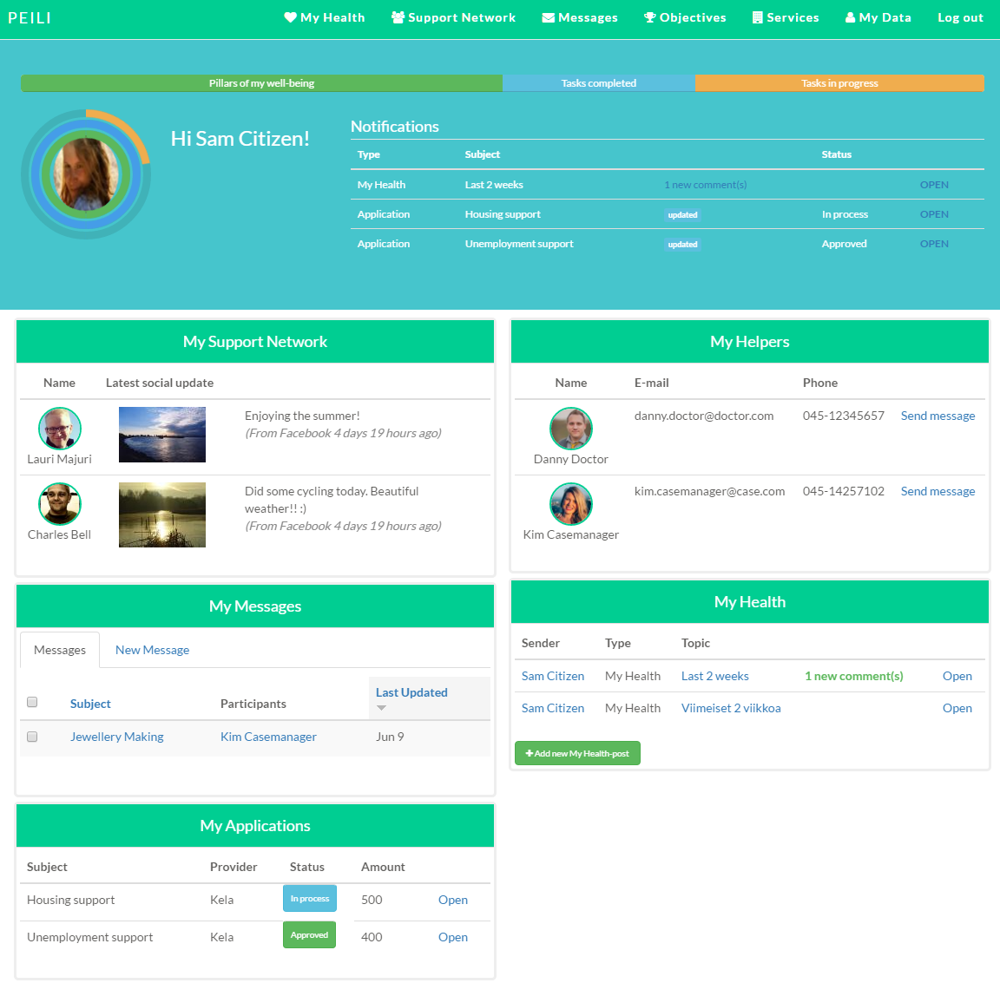 PEILI
My Health Support Network Messages Objectives Services My Data Log out
Pillars of my well-being Tasks completed Tasks in progress
Hi Sam Citizen!
Notifications
Type Subject Status
My Health Last 2 weeks 1 new comment(s) OPEN
Application Housing support updated In process OPEN
Application Unemployment support updated Approved OPEN
My Support Network
Name Latest social update
Enjoying the summer!
(From Facebook 4 days 19 hours ago)
Lauri Majuri
Did some cycling today. Beautiful
weather!! :)
(From Facebook 4 days 19 hours ago)
Charles Bell
My Helpers
Name E-mail Phone
danny.doctor@doctor.com 045-12345657 Send message
Danny Doctor
kim.casemanager@case.com 045-14257102 Send message
Kim Casemanager
My Messages
Messages New Message
Subject Participants Last Updated
Jewellery Making Kim Casemanager Jun 9
My Health
Sender Type Topic
Sam Citizen My Health Last 2 weeks 1 new comment(s) Open
Sam Citizen My Health Viimeiset 2 viikkoa Open
Add new My Health-post
My Applications
Subject Provider Status Amount
Housing support Kela In process 500 Open
Unemployment support Kela Approved 400 Open